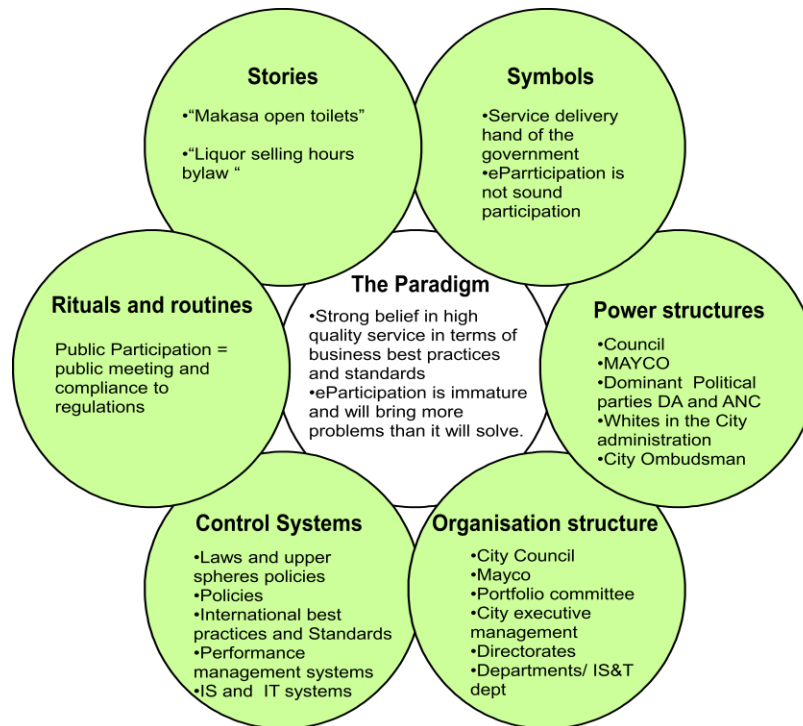 Stories
•“Makasa open toilets”
•“Liquor selling hours
bylaw “
Symbols
•Service delivery
hand of the
government
•eParrticipation is
not sound
participation
Rituals and routines
Public Participation =
public meeting and
compliance to
regulations
The Paradigm
•Strong belief in high
quality service in terms of
business best practices
and standards
•eParticipation is immature
and will bring more
problems than it will solve.
Power structures
•Council
•MAYCO
•Dominant Political
parties DA and ANC
•Whites in the City
administration
•City Ombudsman
Control Systems
•Laws and upper
spheres policies
•Policies
•International best
practices and Standards
•Performance
management systems
•IS and IT systems
Organisation structure
•City Council
•Mayco
•Portfolio committee
•City executive
management
•Directorates
•Departments/ IS&T
dept